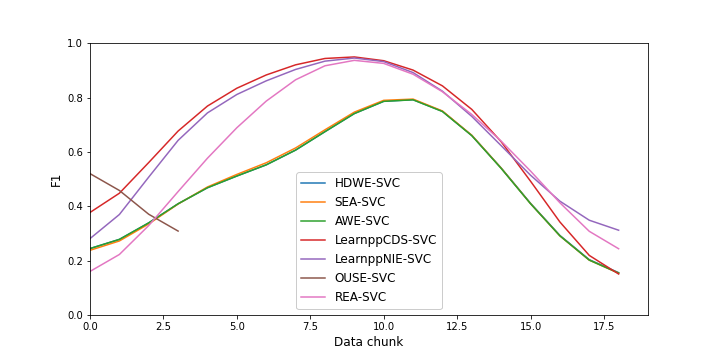 1.0
0.8
0.6
0.4
0.2
0.0
F1
HDWE-SVC
SEA-SVC
AWE-SVC
LearnppCDS-SVC
LearnppNIE-SVC
OUSE-SVC
REA-SVC
0.0 2.5 5.0 7.5 10.0 12.5 15.0 17.5
Data chunk